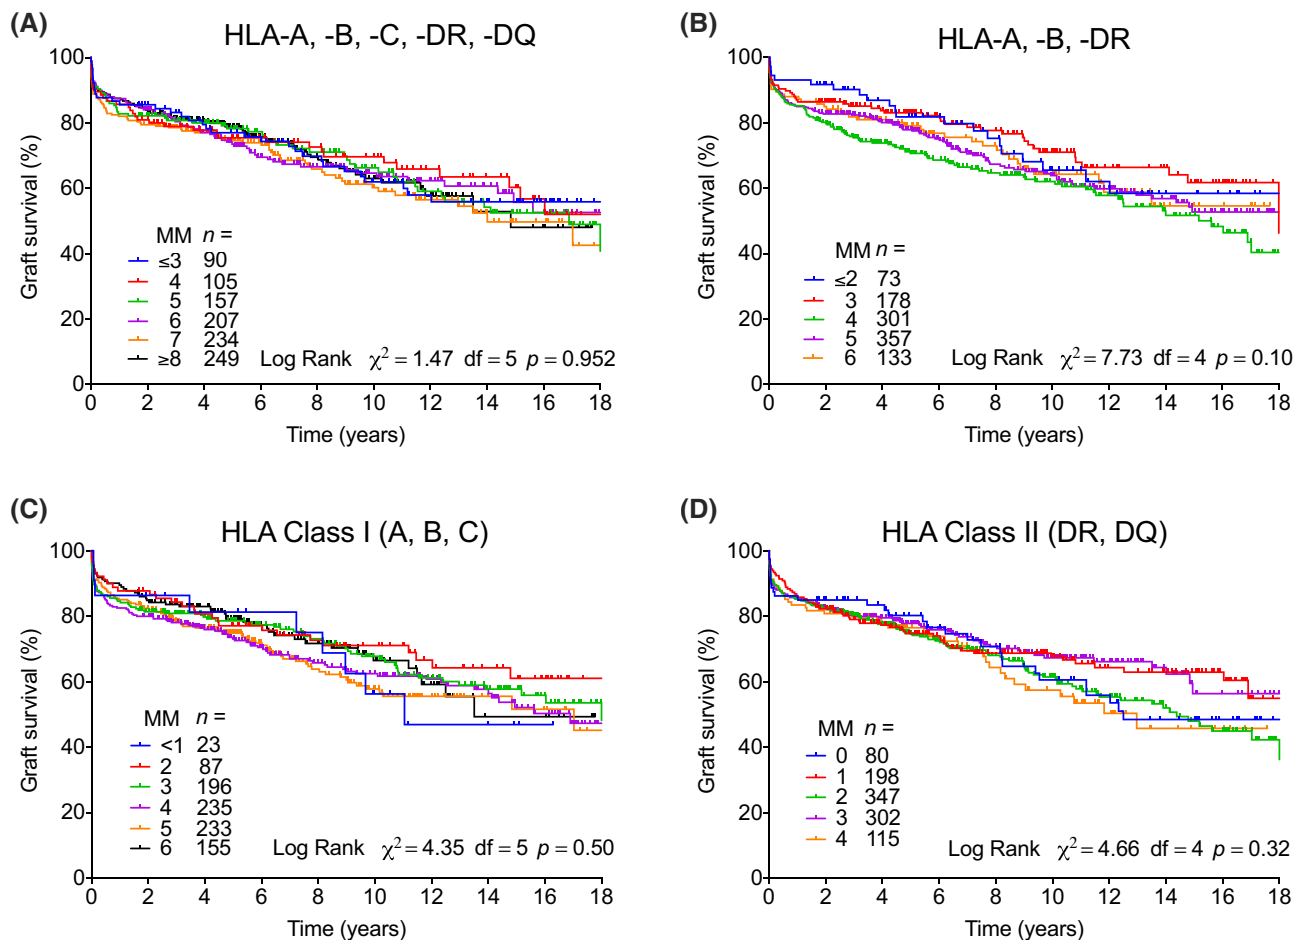 (A)
HLA-A, -B, -C, -DR, -DQ
100
80
60
40
20
0
Graft survival (%)
MM n =
≤3 90
4 105
5 157
6 207
7 234
≥8 249
Log Rank χ² = 1.47 df = 5 p = 0.952
0 2 4 6 8 10 12 14 16 18
Time (years)
(B)
HLA-A, -B, -DR
100
80
60
40
20
0
Graft survival (%)
MM n =
≤2 73
3 178
4 301
5 357
6 133
Log Rank χ² = 7.73 df = 4 p = 0.10
0 2 4 6 8 10 12 14 16 18
Time (years)
(C)
HLA Class I (A, B, C)
100
80
60
40
20
0
Graft survival (%)
MM n =
<1 23
2 87
3 196
4 235
5 233
6 155
Log Rank χ² = 4.35 df = 5 p = 0.50
0 2 4 6 8 10 12 14 16 18
Time (years)
(D)
HLA Class II (DR, DQ)
100
80
60
40
20
0
Graft survival (%)
MM n =
0 80
1 198
2 347
3 302
4 115
Log Rank χ² = 4.66 df = 4 p = 0.32
0 2 4 6 8 10 12 14 16 18
Time (years)